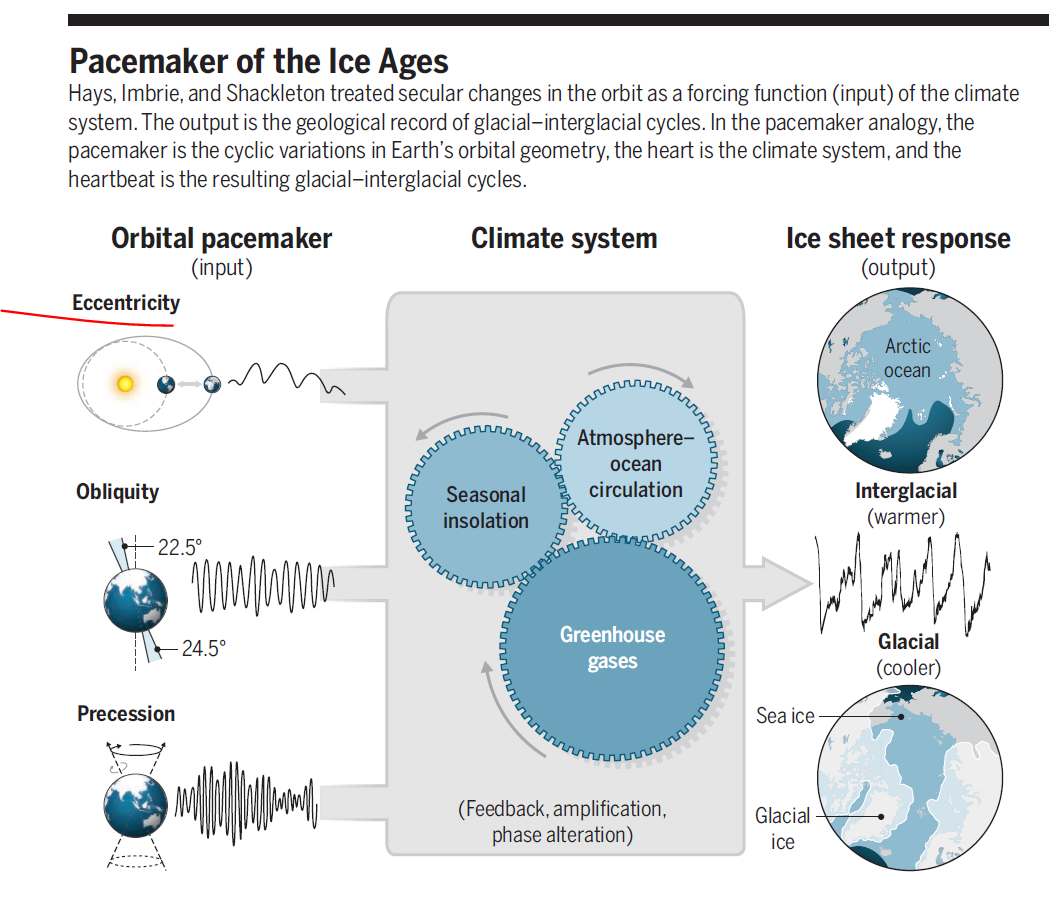 Pacemaker of the Ice Ages
Hays, Imbrie, and Shackleton treated secular changes in the orbit as a forcing function (input) of the climate
system. The output is the geological record of glacial–interglacial cycles. In the pacemaker analogy, the
pacemaker is the cyclic variations in Earth's orbital geometry, the heart is the climate system, and the
heartbeat is the resulting glacial–interglacial cycles.
Orbital pacemaker
(input)
Eccentricity
Obliquity
22.5°
24.5°
Precession
Climate system
Seasonal
insolation
Atmosphere–
ocean
circulation
Greenhouse
gases
(Feedback, amplification,
phase alteration)
Ice sheet response
(output)
Arctic
ocean
Interglacial
(warmer)
Glacial
(cooler)
Sea ice
Glacial
ice